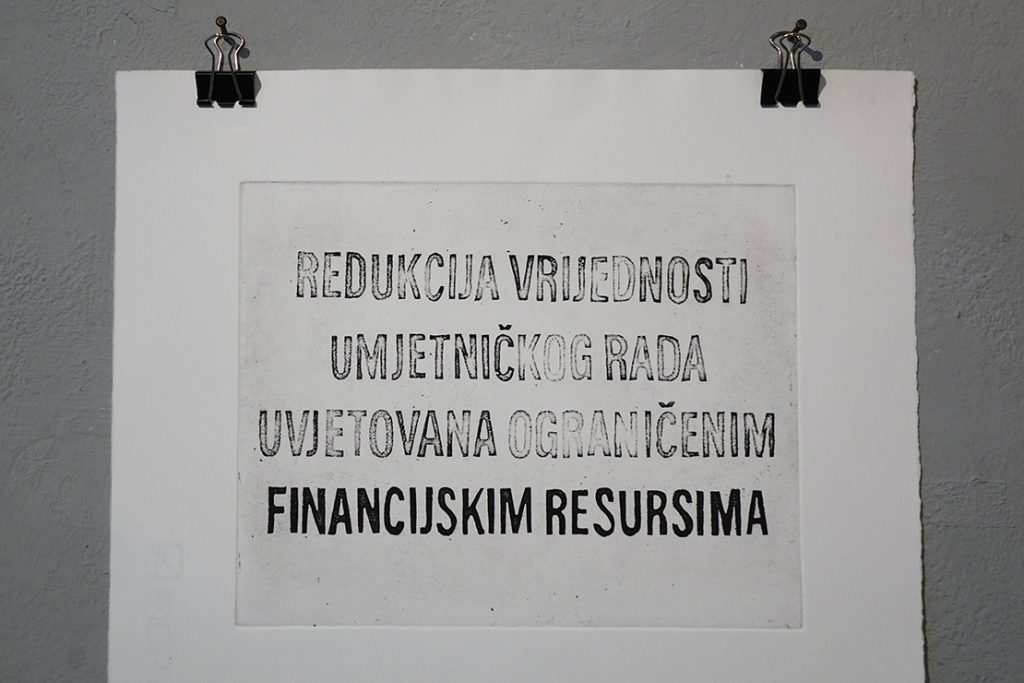 REDUKCIJA VRIJEDNOSTI
UMJETNIČKOG RADA
UVJETOVANA OGRANIČENIM
FINANCIJSKIM RESURSIMA